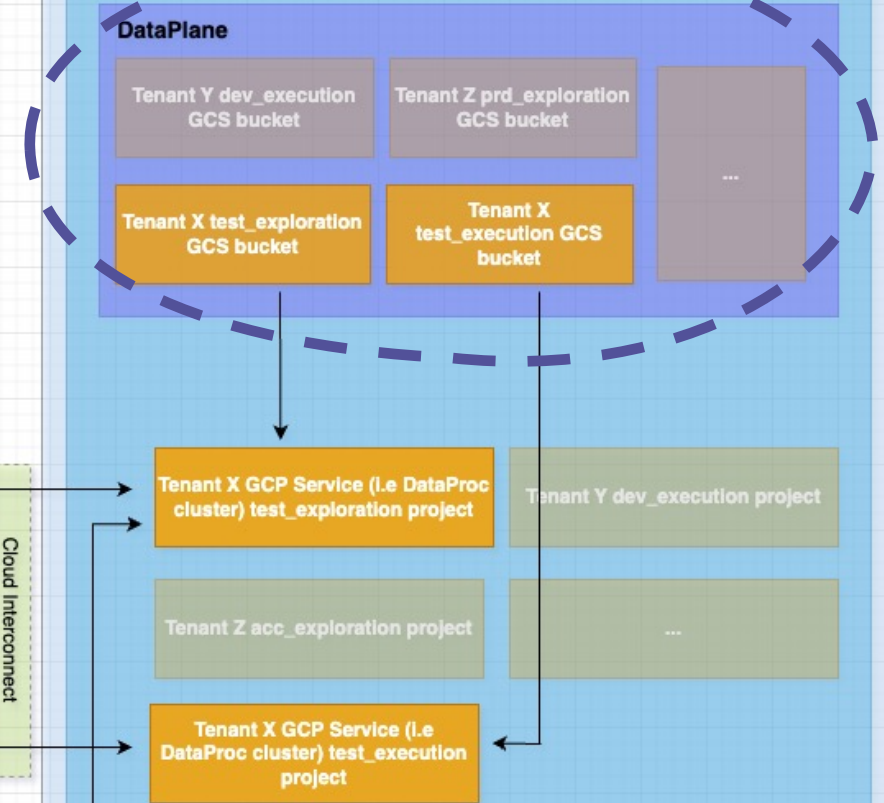 DataPlane
Tenant Y dev_execution
GCS bucket
Tenant Z prd_exploration
GCS bucket
...
Tenant X test_exploration
GCS bucket
Tenant X
test_execution GCS
bucket
Tenant X GCP Service (I.e DataProc
cluster) test_exploration project
Tenant Y dev_execution project
Cloud Interconnect
Tenant Z acc_exploration project
...
Tenant X GCP Service (i.e
DataProc cluster) test_execution
project